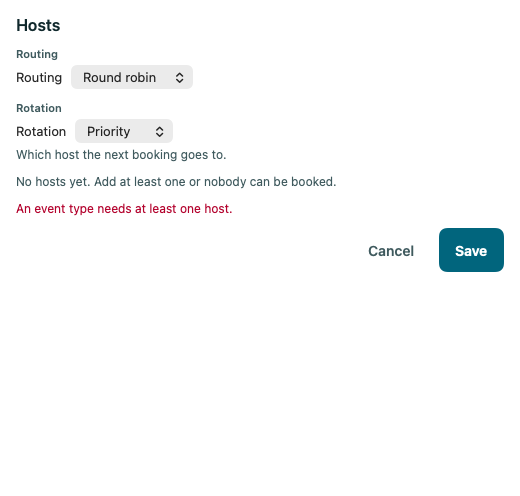 Hosts
Routing
Routing Round robin
Rotation
Rotation Priority
Which host the next booking goes to.
No hosts yet. Add at least one or nobody can be booked.
An event type needs at least one host.
Cancel Save